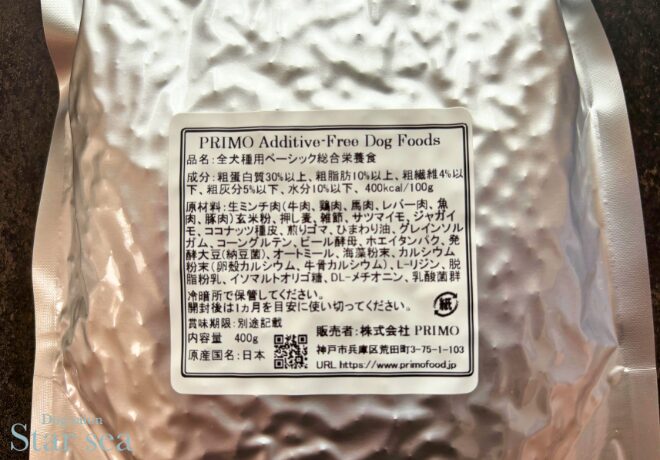 PRIMO Additive-Free Dog Foods
品名:全犬種用ベーシック総合栄養食
成分:粗蛋白質30%以上、粗脂肪10%以上、粗繊維4%以
下、粗灰分5%以下、水分10%以下、400kcal/100g
原材料:生ミンチ肉(牛肉、鶏肉、馬肉、レバー肉、魚
肉、豚肉)玄米粉、押し麦、雑節、サツマイモ、ジャガイ
モ、ココナッツ種皮、煎りゴマ、ひまわり油、グレインソル
ガム、コーングルテン、ビール酵母、ホエイタンパク、発
酵大豆(納豆菌)、オートミール、海藻粉末、カルシウム
粉末(卵殻カルシウム、牛骨カルシウム)、L-リジン、脱
脂粉乳、イソマルトオリゴ糖、DL-メチオニン、乳酸菌群
冷暗所で保管してください。
開封後は1ヵ月を目安に使い切ってください。
紙
賞味期限:別途記載
内容量 400g
原産国名:日本
販売者:株式会社 PRIMO
神戸市兵庫区荒田町3-75-1-103
URL https://www.primofood.jp
Dog salon
Star-sea